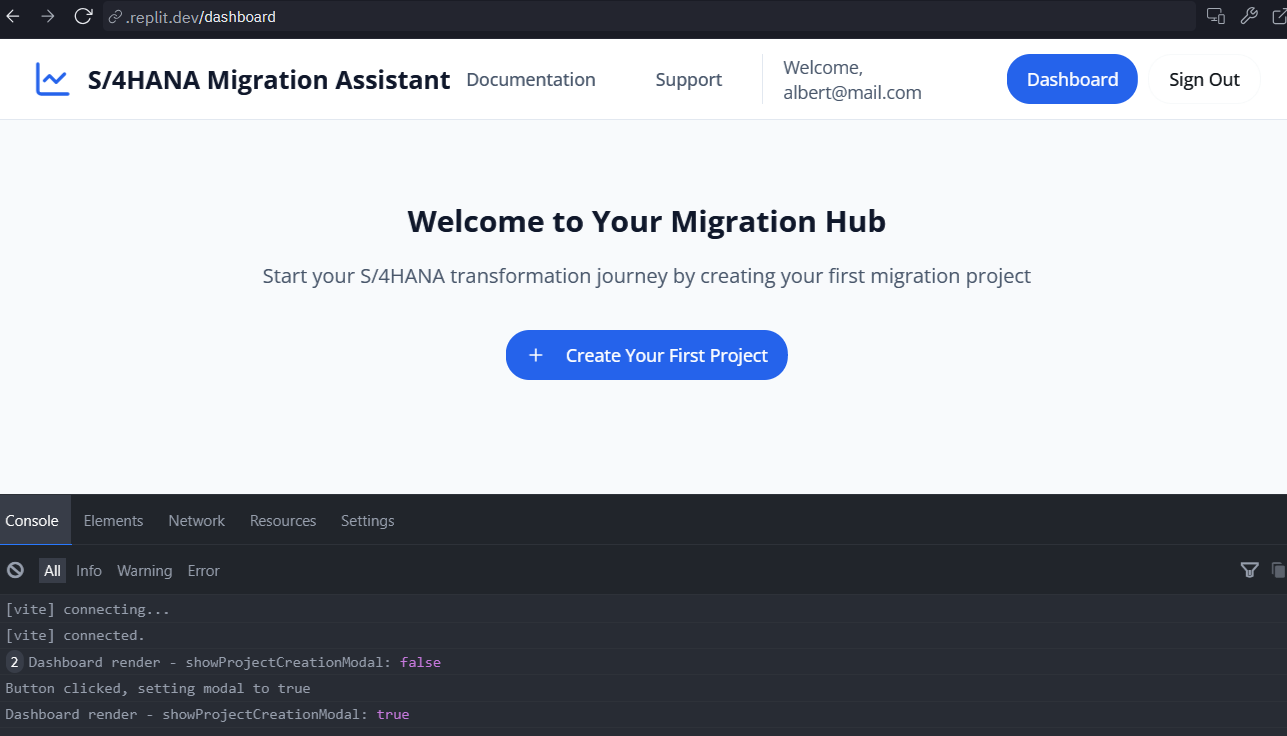 .replit.dev/dashboard
S/4HANA Migration Assistant Documentation Support Welcome, albert@mail.com Dashboard Sign Out
Welcome to Your Migration Hub
Start your S/4HANA transformation journey by creating your first migration project
+ Create Your First Project
Console Elements Network Resources Settings
All Info Warning Error
[vite] connecting...
[vite] connected.
2 Dashboard render - showProjectCreationModal: false
Button clicked, setting modal to true
Dashboard render - showProjectCreationModal: true